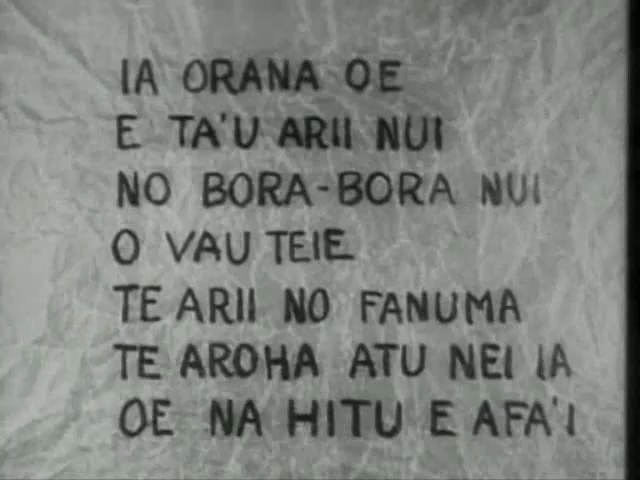 IA ORANA OE
E TA'U ARII NUI
NO BORA-BORA NUI
O VAU TEIE
TE ARII NO FANUMA
TE AROHA ATU NEI IA
OE NA HITU E AFA'I